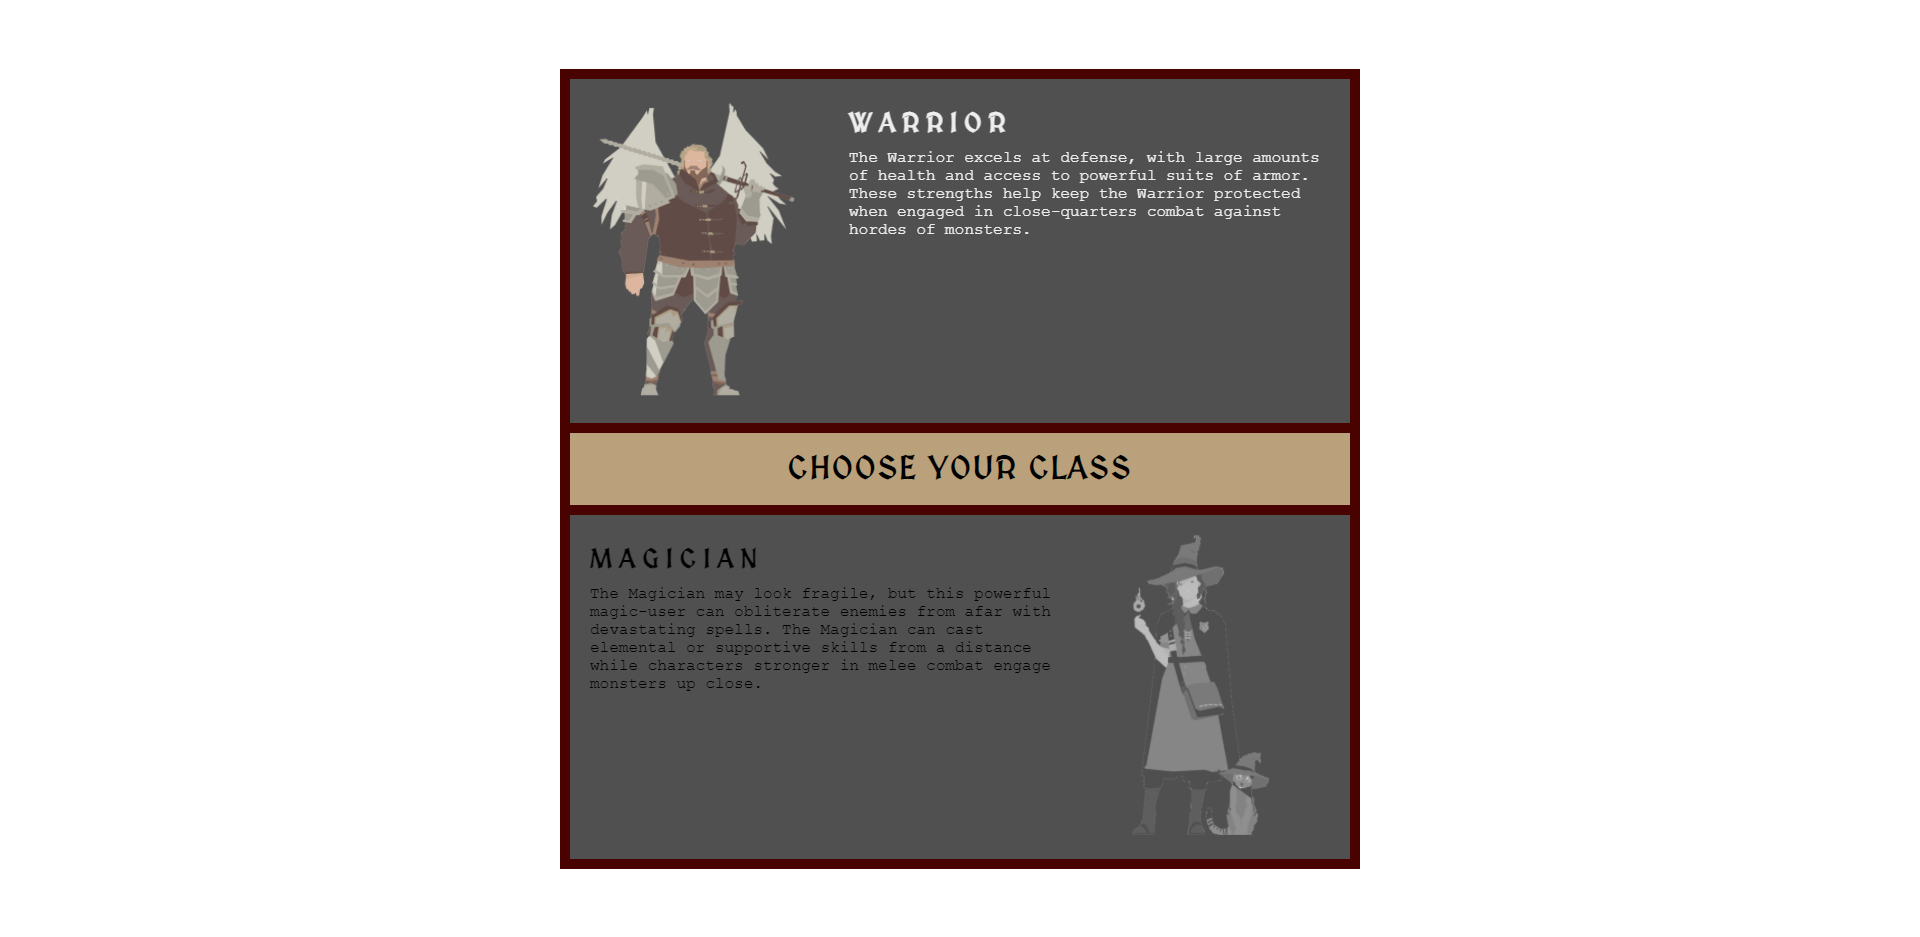 WARRIOR
The Warrior excels at defense, with large amounts
of health and access to powerful suits of armor.
These strengths help keep the Warrior protected
when engaged in close-quarters combat against
hordes of monsters.
CHOOSE YOUR CLASS
MAGICIAN
The Magician may look fragile, but this powerful
magic-user can obliterate enemies from afar with
devastating spells. The Magician can cast
elemental or supportive skills from a distance
while characters stronger in melee combat engage
monsters up close.